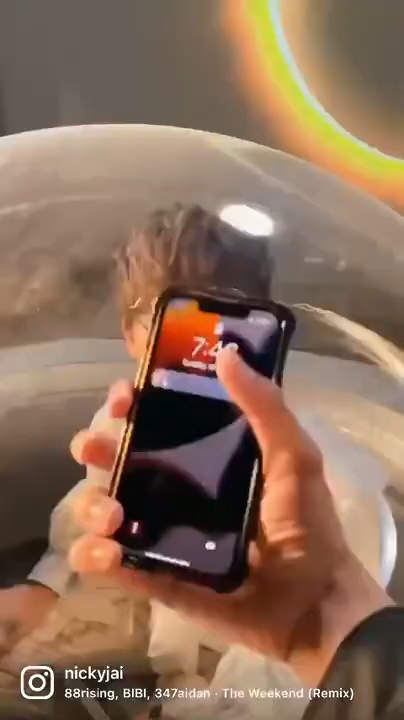 nickyjai
88rising, BIBI, 347aidan · The Weekend (Remix)